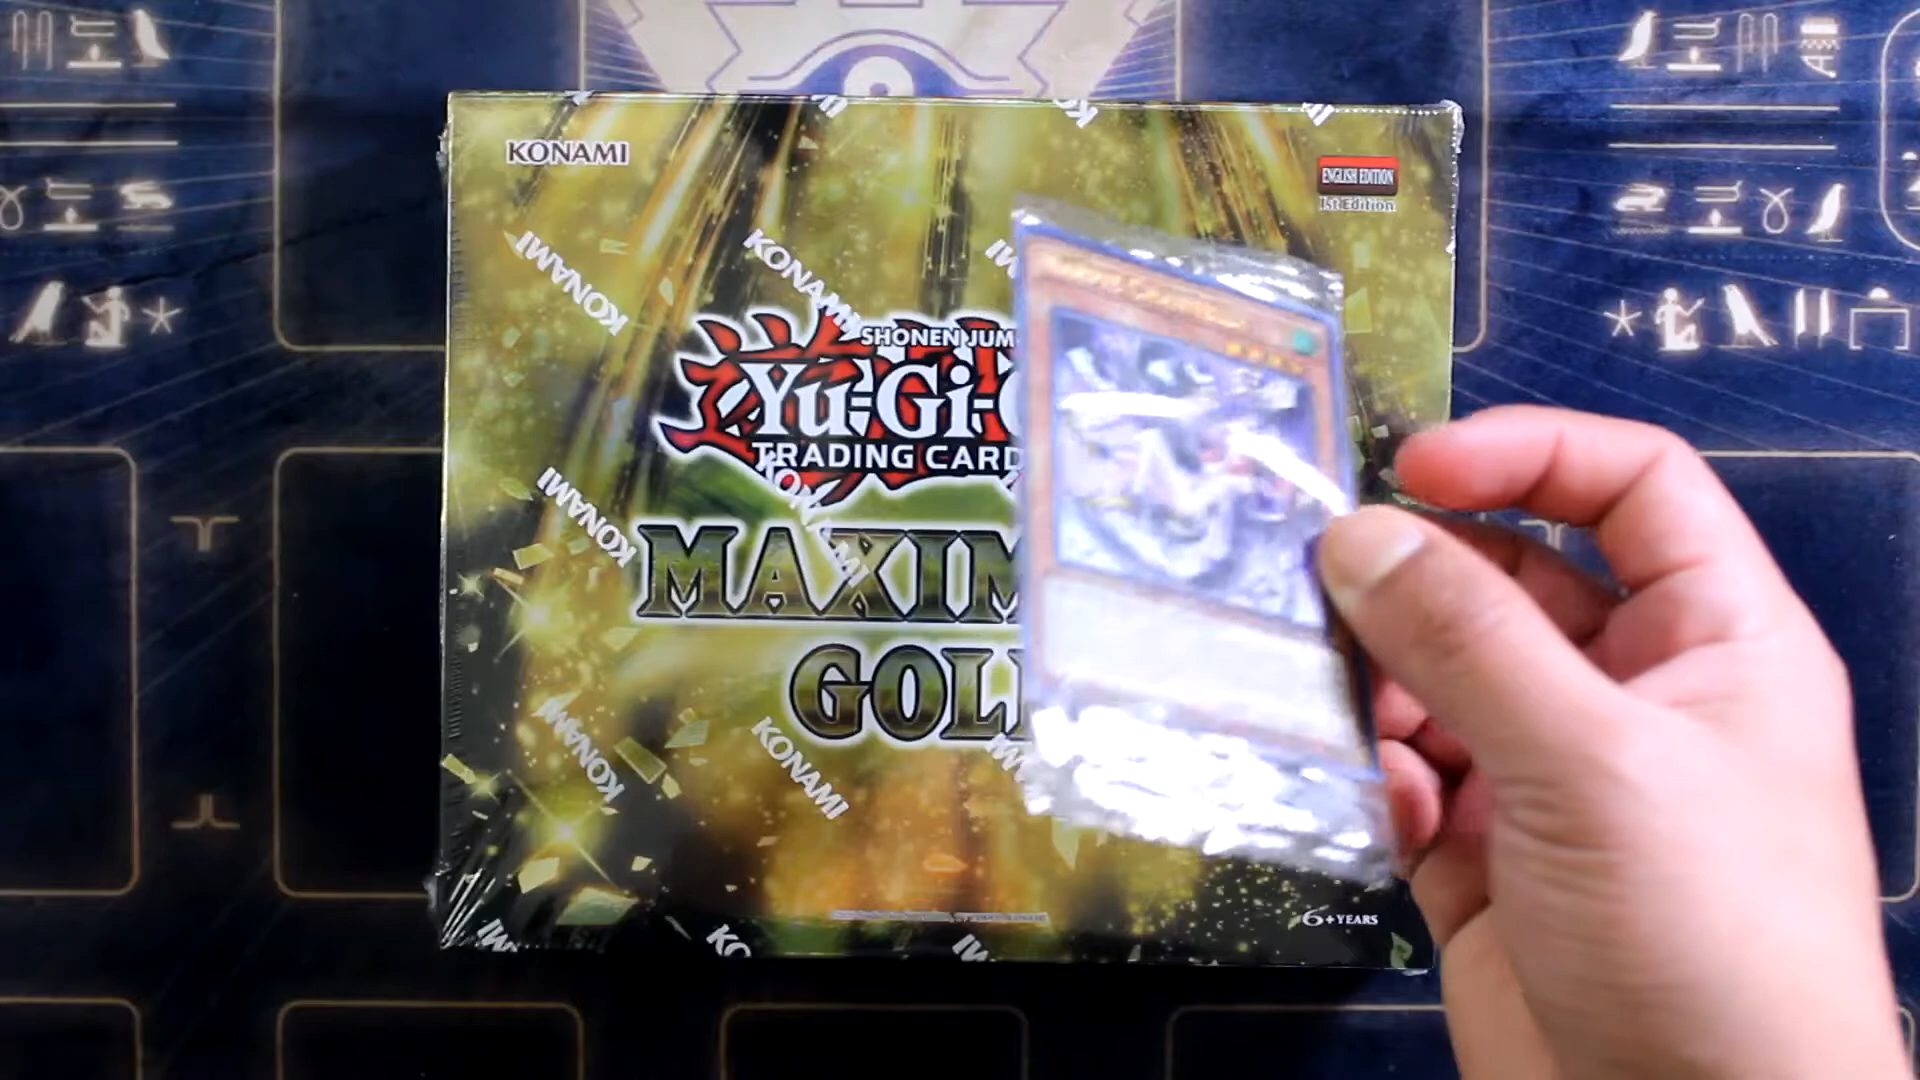 KONAMI
ENGLISH EDITION
1st Edition
KONAMI
KONAMI
SHONEN JUM
Yu-Gi-
TRADING CARD
KONAMI
KONAMI
MAXIM
GOL
KONAMI
KONAMI
6+ YEARS